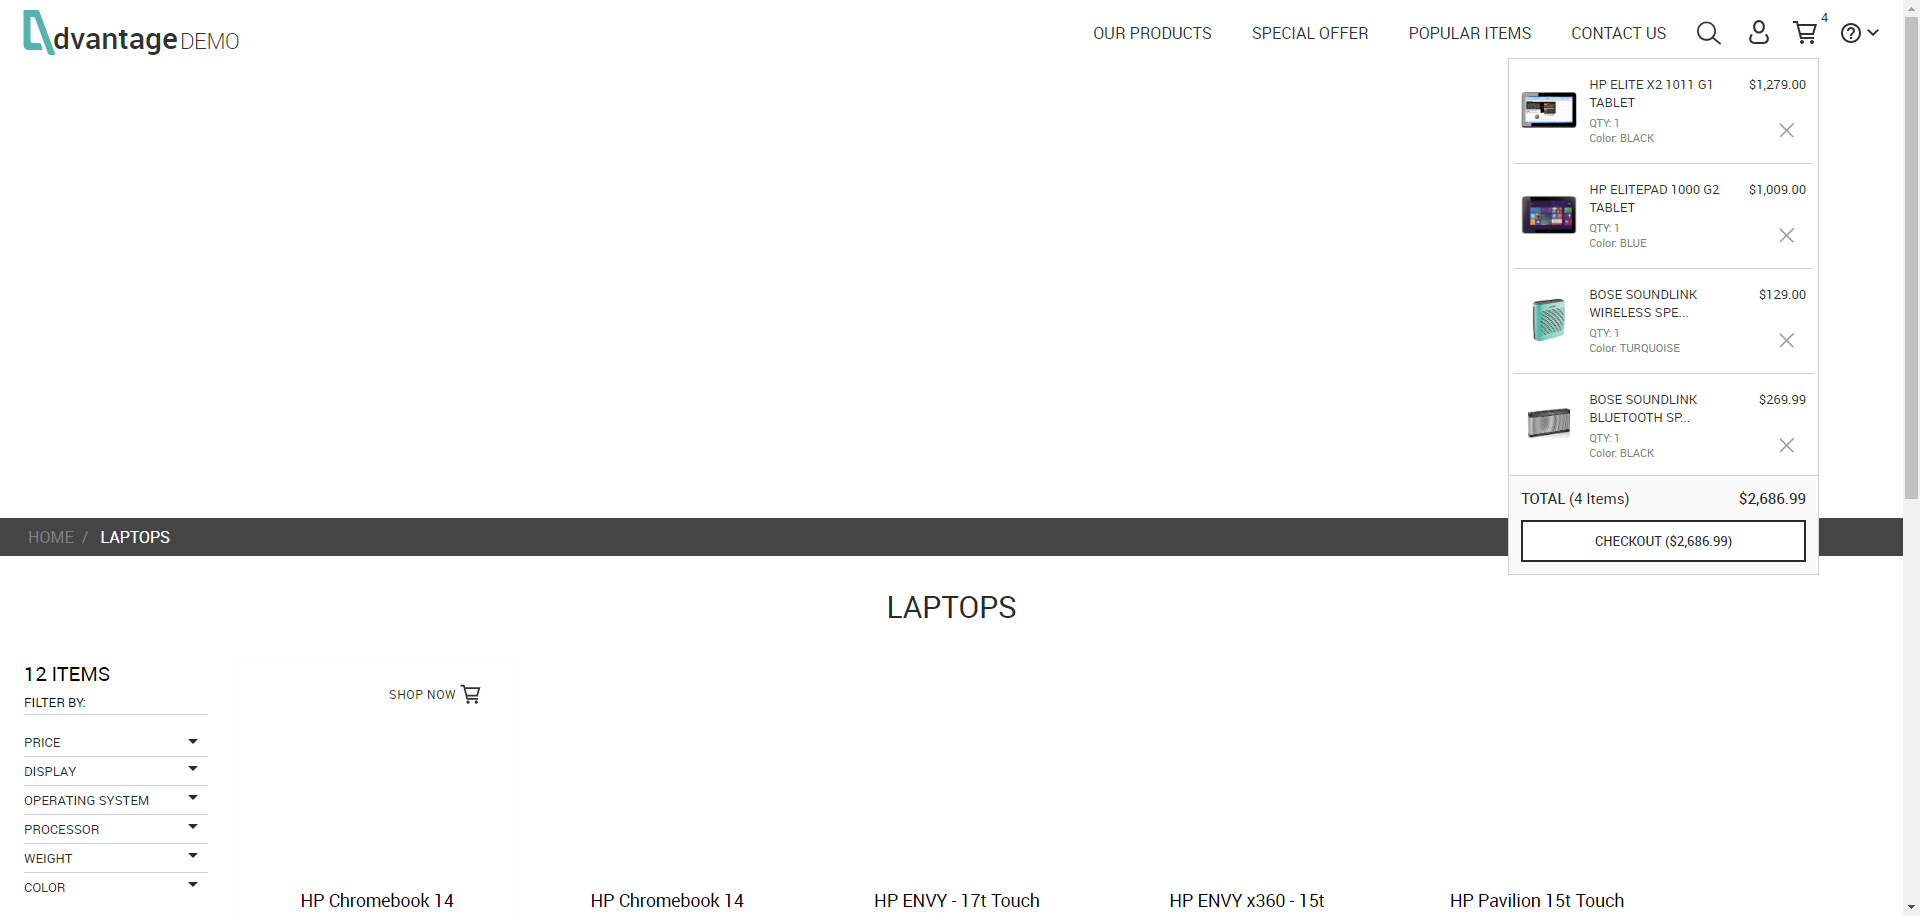 dvantage DEMO
OUR PRODUCTS
SPECIAL OFFER
POPULAR ITEMS
CONTACT US
4
HP ELITE X2 1011 G1
TABLET
$1,279.00
QTY: 1
Color: BLACK
HP ELITEPAD 1000 G2
TABLET
$1,009.00
QTY: 1
Color: BLUE
BOSE SOUNDLINK
WIRELESS SPE...
$129.00
QTY: 1
Color: TURQUOISE
BOSE SOUNDLINK
BLUETOOTH SP...
$269.99
QTY: 1
Color: BLACK
TOTAL (4 Items) $2,686.99
CHECKOUT ($2,686.99)
HOME / LAPTOPS
LAPTOPS
12 ITEMS
FILTER BY:
PRICE
DISPLAY
OPERATING SYSTEM
PROCESSOR
WEIGHT
COLOR
SHOP NOW
HP Chromebook 14
HP Chromebook 14
HP ENVY - 17t Touch
HP ENVY x360 - 15t
HP Pavilion 15t Touch